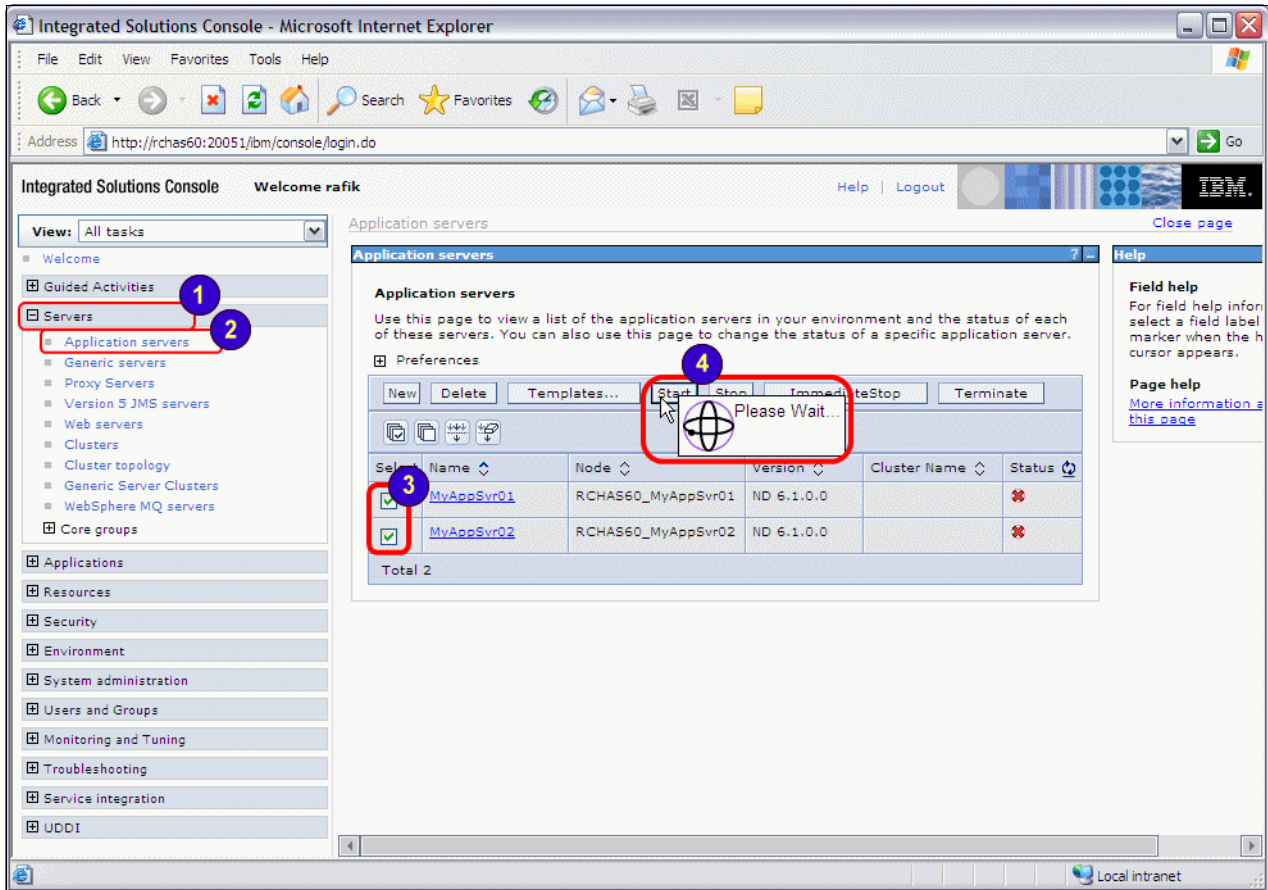 Integrated Solutions Console - Microsoft Internet Explorer
File Edit View Favorites Tools Help
Back Search Favorites
Address http://rchas60:20051/ibm/console/login.do Go
Integrated Solutions Console Welcome rafik Help | Logout IBM.
View: All tasks
Welcome
Guided Activities
1
Servers
2
Application servers
Generic servers
Proxy Servers
Version 5 JMS servers
Web servers
Clusters
Cluster topology
Generic Server Clusters
WebSphere MQ servers
Core groups
Applications
Resources
Security
Environment
System administration
Users and Groups
Monitoring and Tuning
Troubleshooting
Service integration
UDDI
Application servers Close page
Application servers ? -
Application servers
Use this page to view a list of the application servers in your environment and the status of each
of these servers. You can also use this page to change the status of a specific application server.
Preferences
4
New Delete Templates... Start Stop ImmediateStop Terminate
Please Wait...
Select Name Node Version Cluster Name Status
3
MyAppSvr01 RCHAS60_MyAppSvr01 ND 6.1.0.0
MyAppSvr02 RCHAS60_MyAppSvr02 ND 6.1.0.0
Total 2
Help
Field help
For field help infor
select a field label
marker when the h
cursor appears.
Page help
More information a
this page
Local intranet